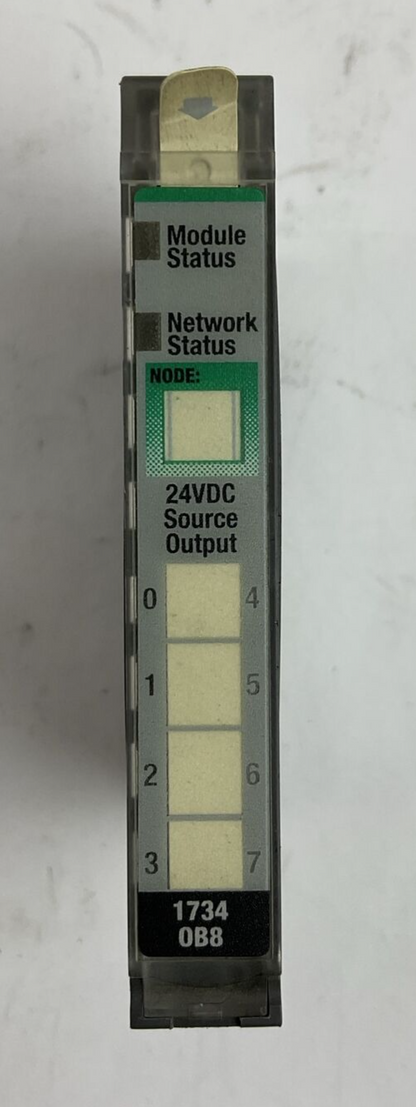 Module
Status
Network
Status
NODE:
24VDC
Source
Output
0 4
1 5
2 6
3 7
1734
OB8